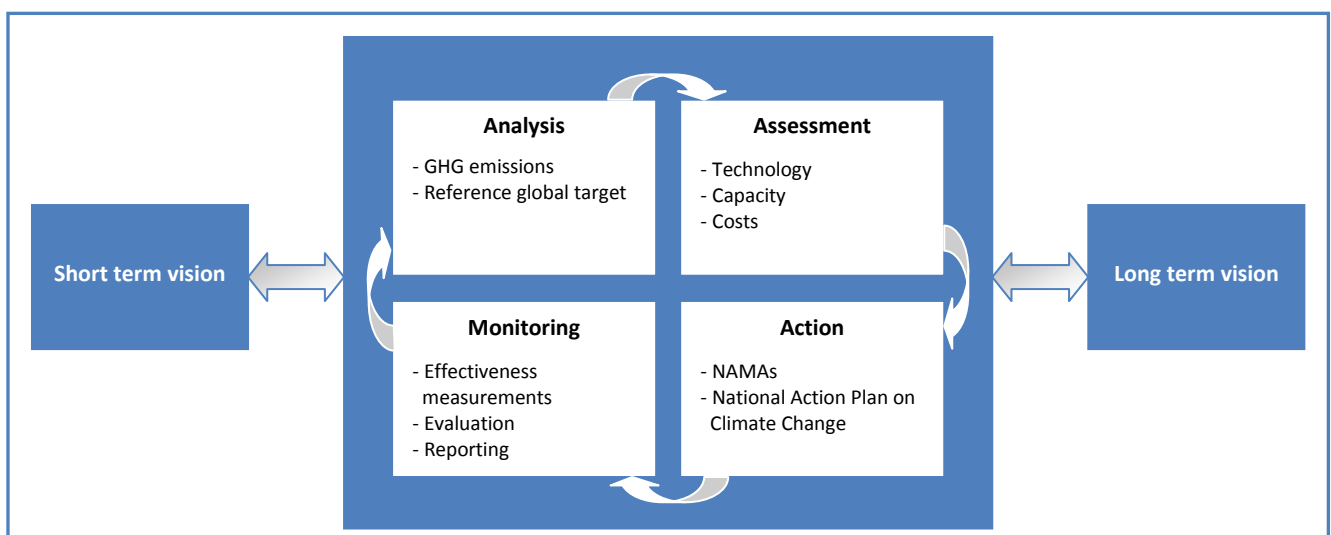 Short term vision
Analysis
- GHG emissions
- Reference global target
Assessment
- Technology
- Capacity
- Costs
Monitoring
- Effectiveness
measurements
- Evaluation
- Reporting
Action
- NAMAs
- National Action Plan on
Climate Change
Long term vision